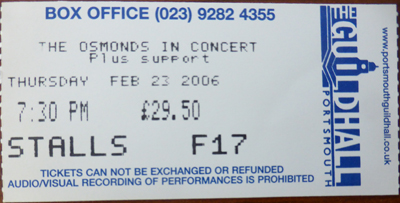 BOX OFFICE (023) 9282 4355
THE OSMONDS IN CONCERT
Plus support
THURSDAY FEB 23 2006
7:30 PM £29.50
STALLS F17
TICKETS CAN NOT BE EXCHANGED OR REFUNDED
AUDIO/VISUAL RECORDING OF PERFORMANCES IS PROHIBITED
THE GUILDHALL
PORTSMOUTH
www.portsmouthguildhall.co.uk